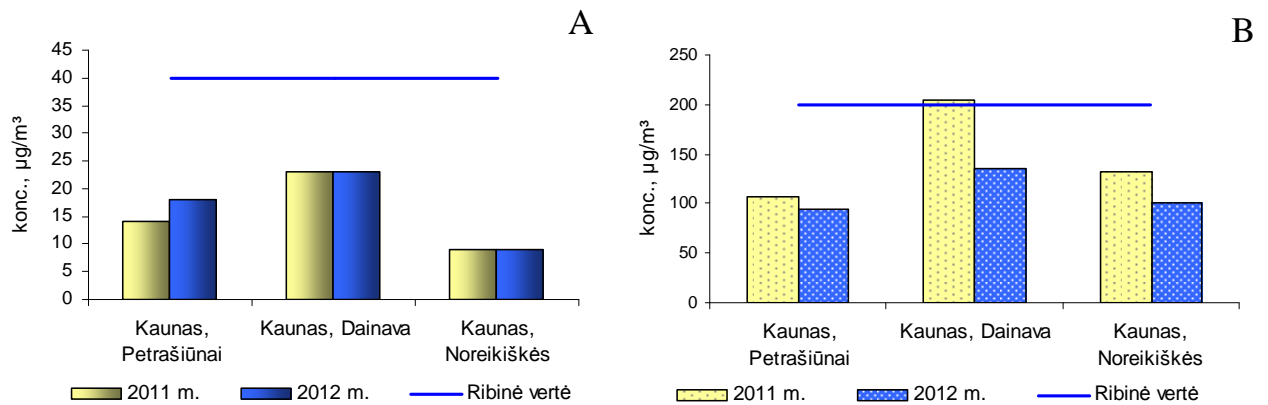 A
konc., µg/m³
45
40
35
30
25
20
15
10
5
0
Kaunas,
Petrašiūnai
Kaunas, Dainava
Kaunas,
Noreikiškės
2011 m.
2012 m.
Ribinė vertė
B
konc., µg/m³
250
200
150
100
50
0
Kaunas,
Petrašiūnai
Kaunas, Dainava
Kaunas,
Noreikiškės
2011 m.
2012 m.
Ribinė vertė